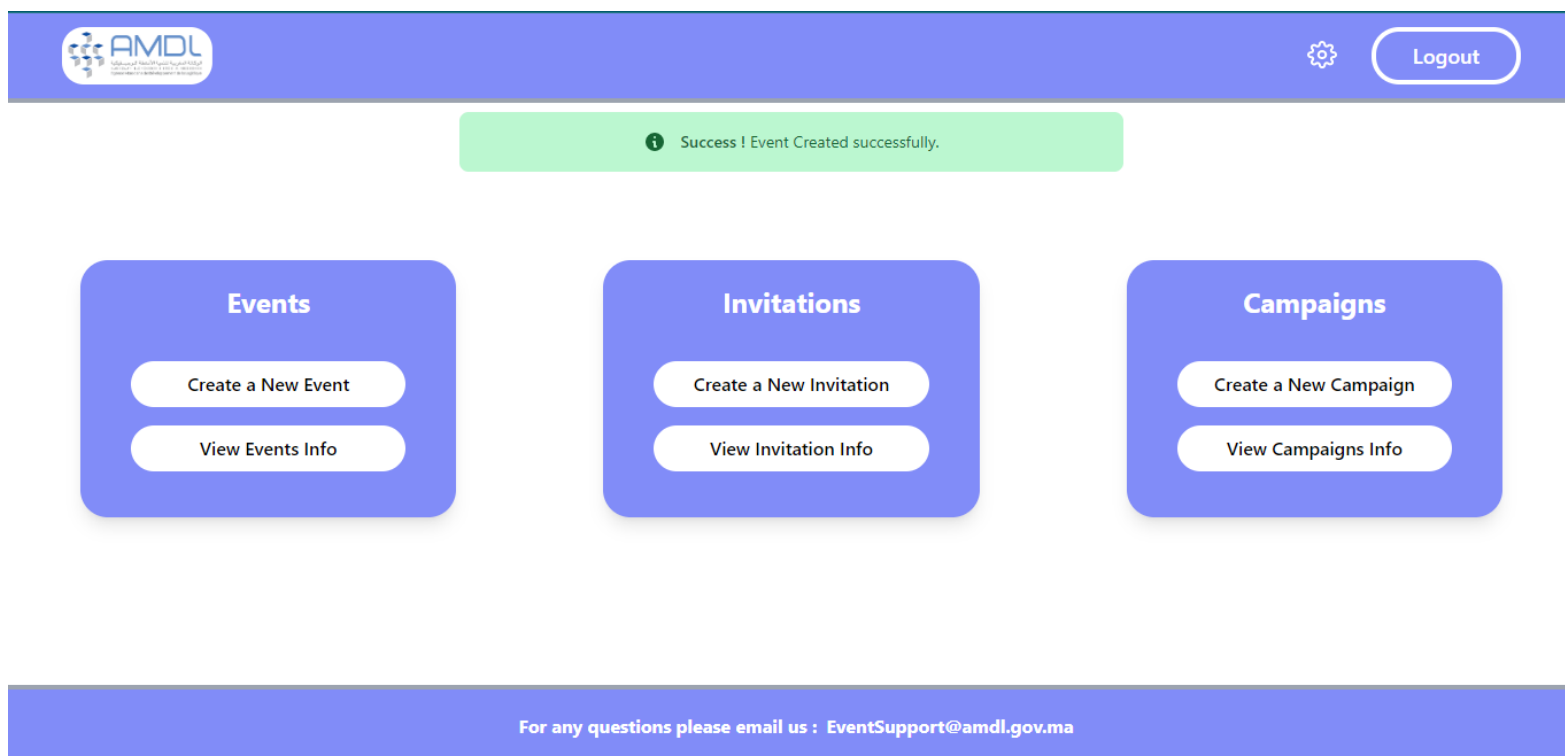 AMDL
Logout
Success ! Event Created successfully.
Events
Invitations
Campaigns
Create a New Event
Create a New Invitation
Create a New Campaign
View Events Info
View Invitation Info
View Campaigns Info
For any questions please email us : EventSupport@amdl.gov.ma